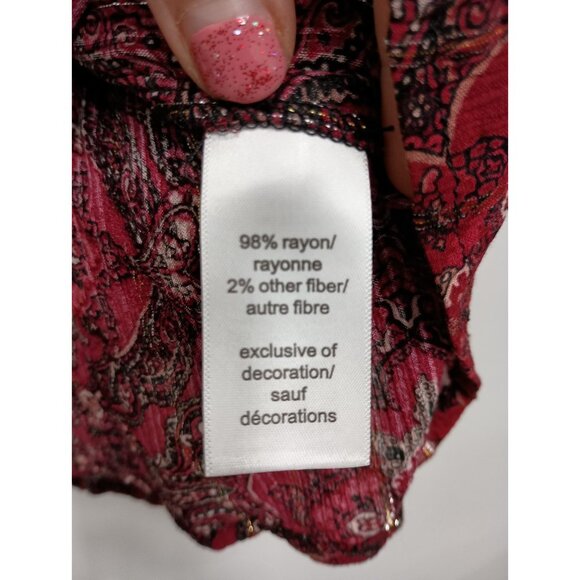 98% rayon/
rayonne
2% other fiber/
autre fibre
exclusive of
decoration/
sauf
décorations